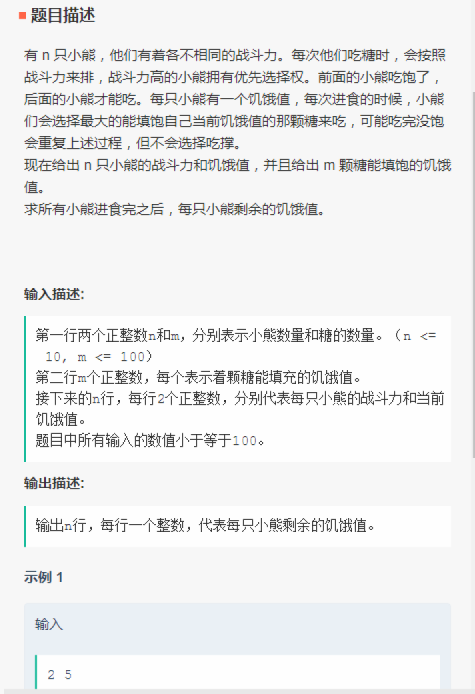 题目描述
有 n 只小熊，他们有着各不相同的战斗力。每次他们吃糖时，会按照
战斗力来排，战斗力高的小熊拥有优先选择权。前面的小熊吃饱了，
后面的小熊才能吃。每只小熊有一个饥饿值，每次进食的时候，小熊
们会选择最大的能填饱自己当前饥饿值的那颗糖来吃，可能吃完没饱
会重复上述过程，但不会选择吃撑。
现在给出 n 只小熊的战斗力和饥饿值，并且给出 m 颗糖能填饱的饥饿
值。
求所有小熊进食完之后，每只小熊剩余的饥饿值。
输入描述:
第一行两个正整数n和m，分别表示小熊数量和糖的数量。（n <=
10, m <= 100）
第二行m个正整数，每个表示着颗糖能填充的饥饿值。
接下来的n行，每行2个正整数，分别代表每只小熊的战斗力和当前
饥饿值。
题目中所有输入的数值小于等于100。
输出描述:
输出n行，每行一个整数，代表每只小熊剩余的饥饿值。
示例 1
输入
2 5